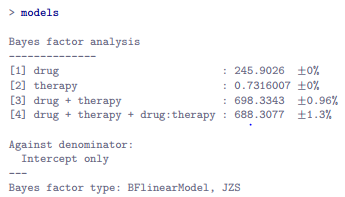 > models
Bayes factor analysis
--------------
[1] drug : 245.9026 ±0%
[2] therapy : 0.7316007 ±0%
[3] drug + therapy : 698.3343 ±0.96%
[4] drug + therapy + drug:therapy : 688.3077 ±1.3%
Against denominator:
Intercept only
---
Bayes factor type: BFlinearModel, JZS